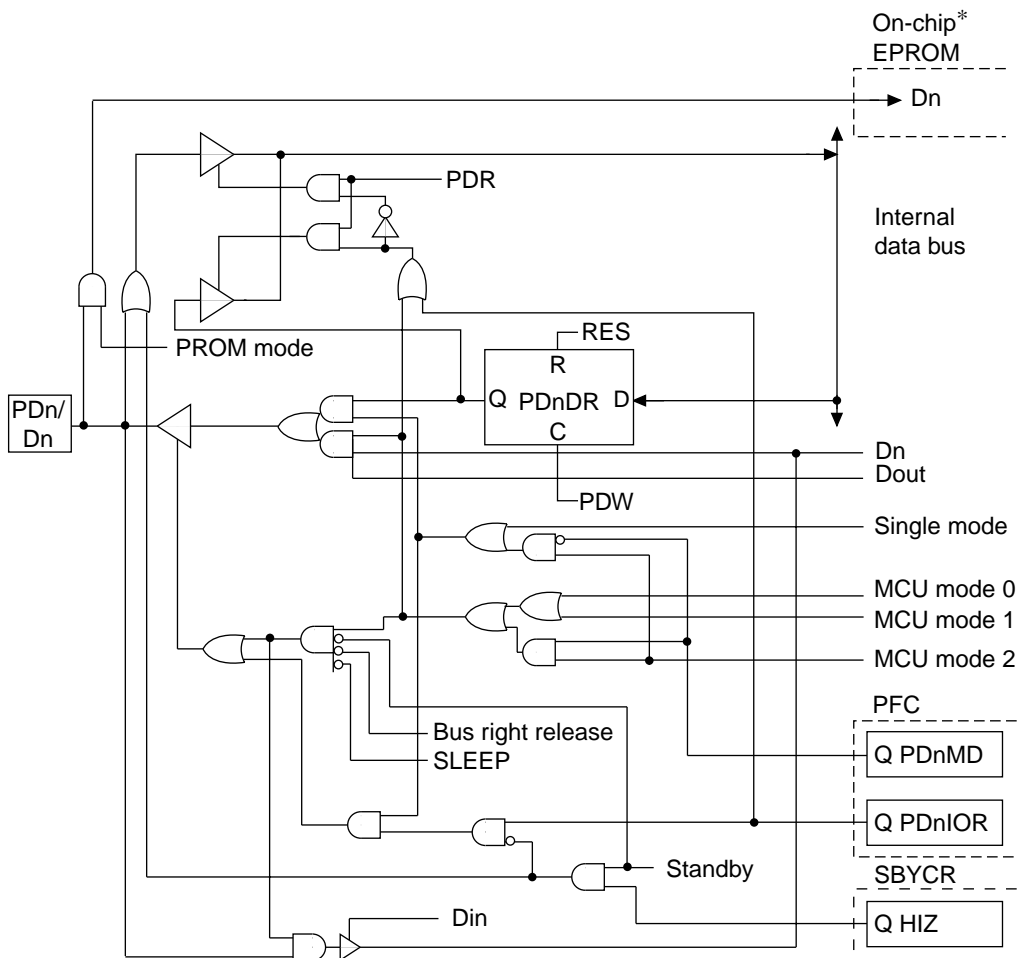 On-chip*
EPROM
Dn
PDR
Internal
data bus
PROM mode
RES
R
Q PDnDR D
C
PDn/
Dn
Dn
Dout
PDW
Single mode
MCU mode 0
MCU mode 1
MCU mode 2
PFC
Bus right release
SLEEP
Q PDnMD
Q PDnIOR
Standby
SBYCR
Din
Q HIZ